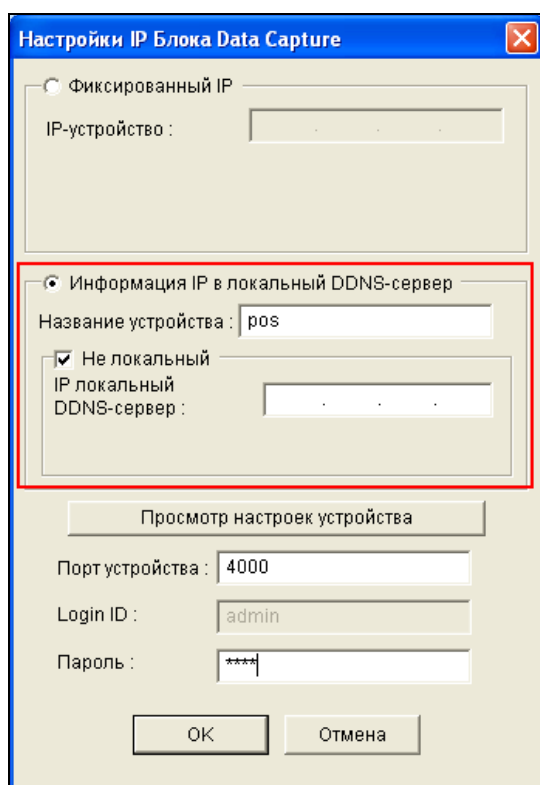 Настройки IP Блока Data Capture
Фиксированный IP
IP-устройство :
Информация IP в локальный DDNS-сервер
Название устройства : pos
Не локальный
IP локальный
DDNS-сервер :
Просмотр настроек устройства
Порт устройства : 4000
Login ID : admin
Пароль : ****
OK Отмена